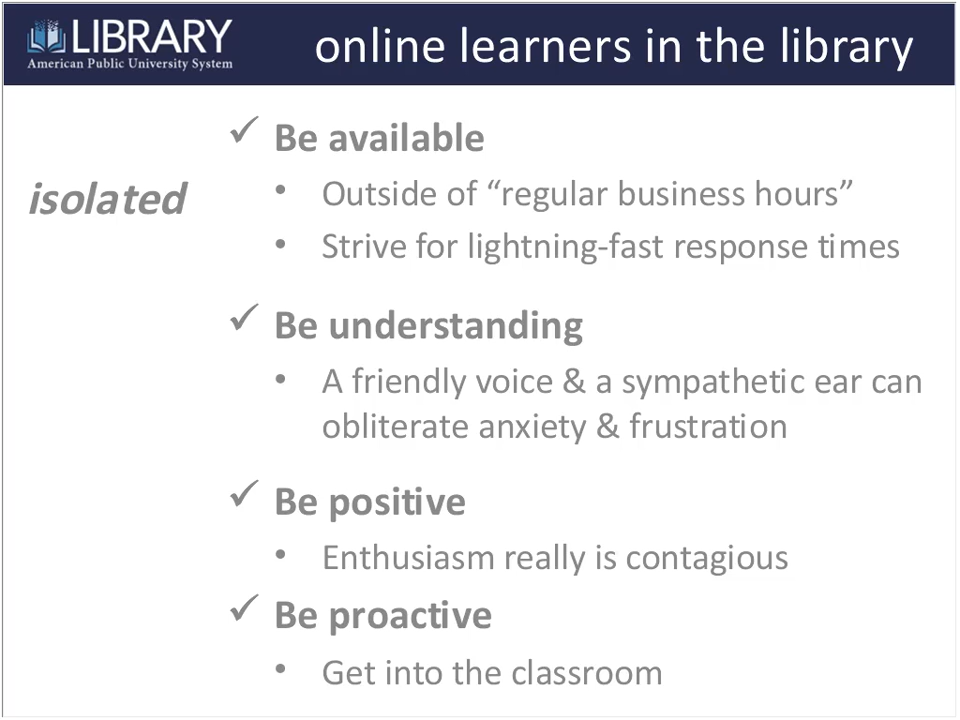 LIBRARY
American Public University System
online learners in the library
isolated
✓ Be available
• Outside of “regular business hours”
• Strive for lightning-fast response times
✓ Be understanding
• A friendly voice & a sympathetic ear can
obliterate anxiety & frustration
✓ Be positive
• Enthusiasm really is contagious
✓ Be proactive
• Get into the classroom